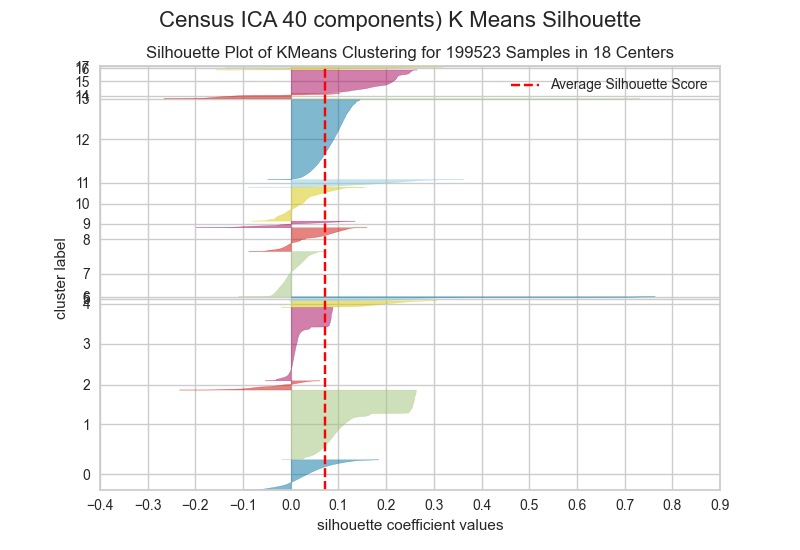 Census ICA 40 components) K Means Silhouette
Silhouette Plot of KMeans Clustering for 199523 Samples in 18 Centers
Average Silhouette Score
17
16
15
14
13
12
11
10
9
8
7
6
4
3
2
1
0
cluster label
−0.4 −0.3 −0.2 −0.1 0.0 0.1 0.2 0.3 0.4 0.5 0.6 0.7 0.8 0.9
silhouette coefficient values